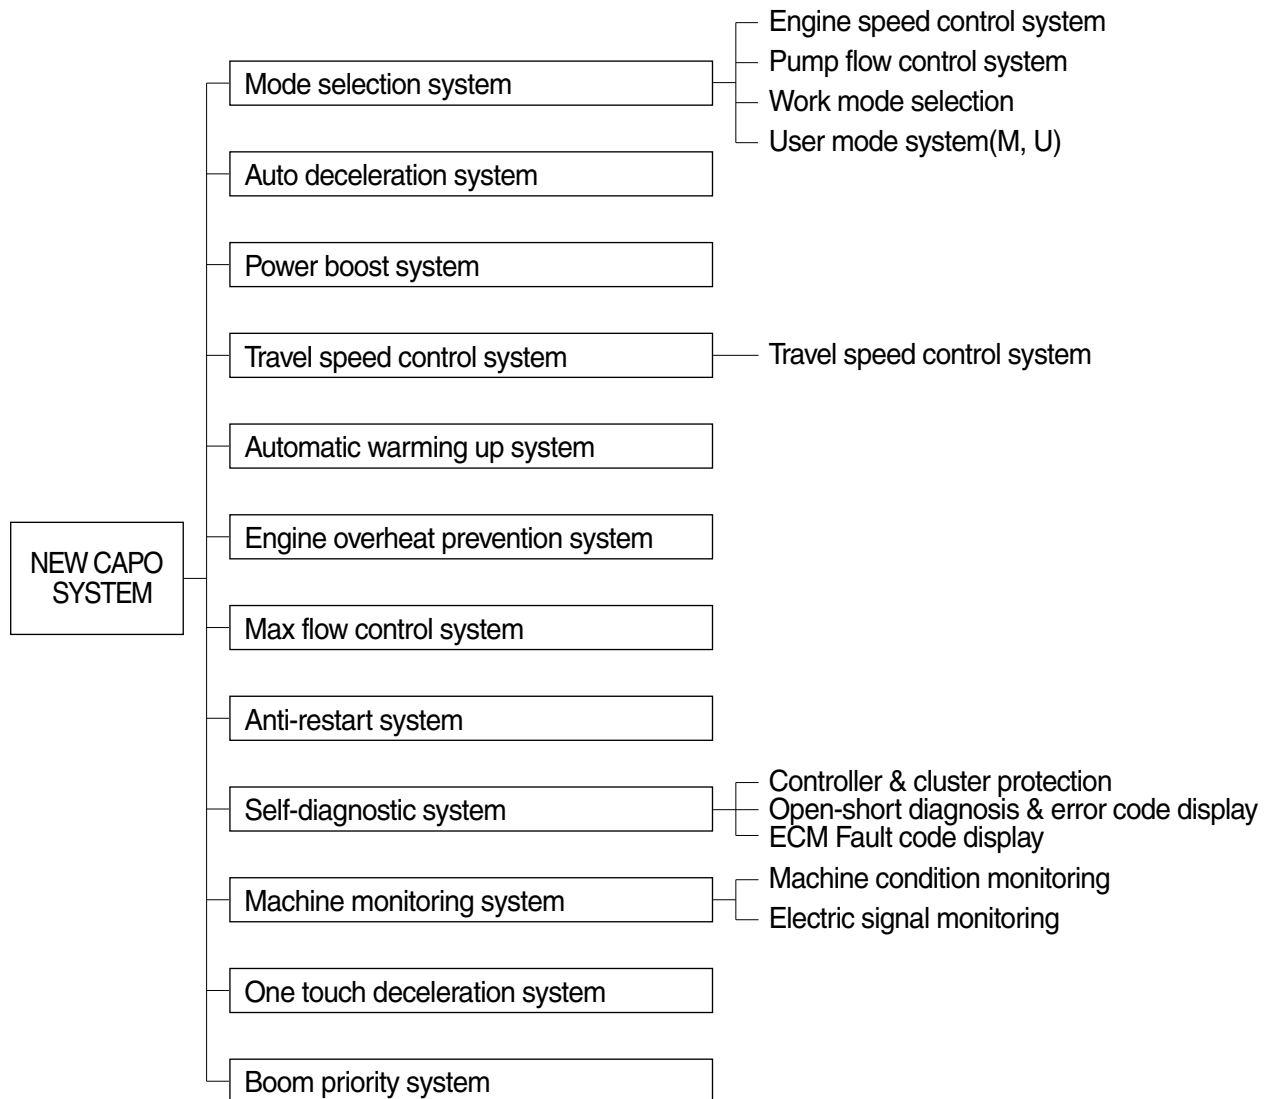 Engine speed control system
Pump flow control system
Mode selection system
Work mode selection
User mode system(M, U)
Auto deceleration system
Power boost system
Travel speed control system
Travel speed control system
Automatic warming up system
Engine overheat prevention system
NEW CAPO
SYSTEM
Max flow control system
Anti-restart system
Controller & cluster protection
Self-diagnostic system
Open-short diagnosis & error code display
ECM Fault code display
Machine condition monitoring
Machine monitoring system
Electric signal monitoring
One touch deceleration system
Boom priority system